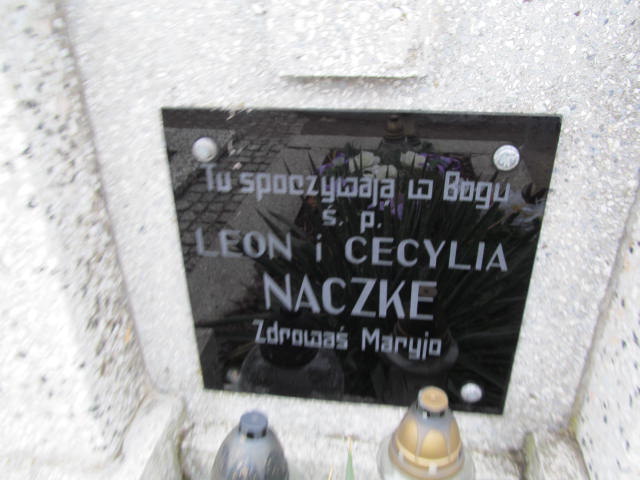 Tu spoczywają w Bogu
ś. p.
LEON i CECYLIA
NACZKE
Zdrowaś Maryjo